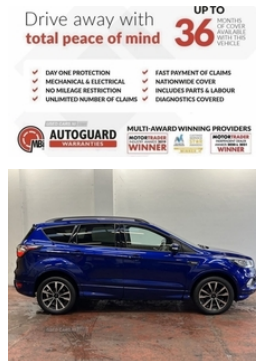 Drive away with
total peace of mind
UP TO
36 MONTHS
OF COVER
AVAILABLE
WITH THIS
VEHICLE
DAY ONE PROTECTION
MECHANICAL & ELECTRICAL
NO MILEAGE RESTRICTION
UNLIMITED NUMBER OF CLAIMS
FAST PAYMENT OF CLAIMS
NATIONWIDE COVER
INCLUDES PARTS & LABOUR
DIAGNOSTICS COVERED
AUTOGUARD
WARRANTIES
MULTI-AWARD WINNING PROVIDERS
MOTORTRADER
WINNER
MOTORTRADER
WINNER